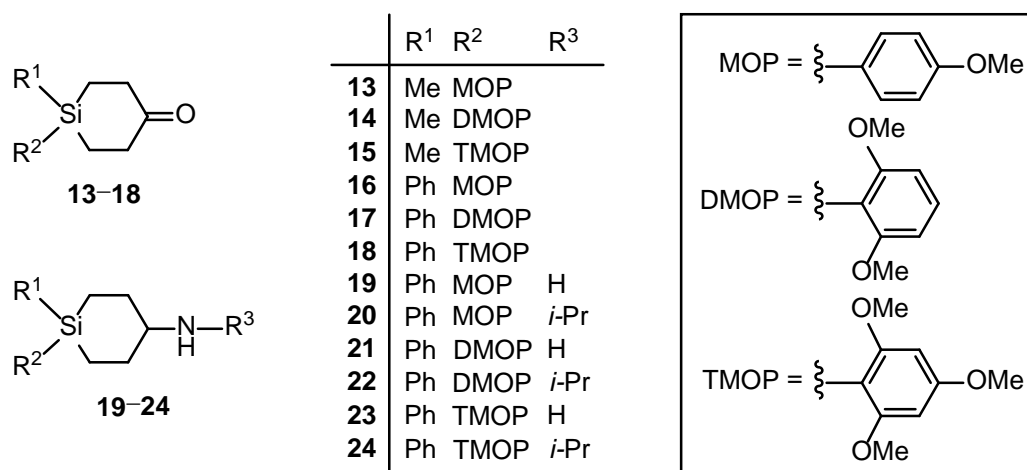 R¹
Si
O
R²
13–18
R¹
Si
N
H
R³
R²
19–24
R¹ R² R³
13 Me MOP
14 Me DMOP
15 Me TMOP
16 Ph MOP
17 Ph DMOP
18 Ph TMOP
19 Ph MOP H
20 Ph MOP i-Pr
21 Ph DMOP H
22 Ph DMOP i-Pr
23 Ph TMOP H
24 Ph TMOP i-Pr
MOP = OMe
OMe
DMOP =
OMe
OMe
TMOP = OMe
OMe